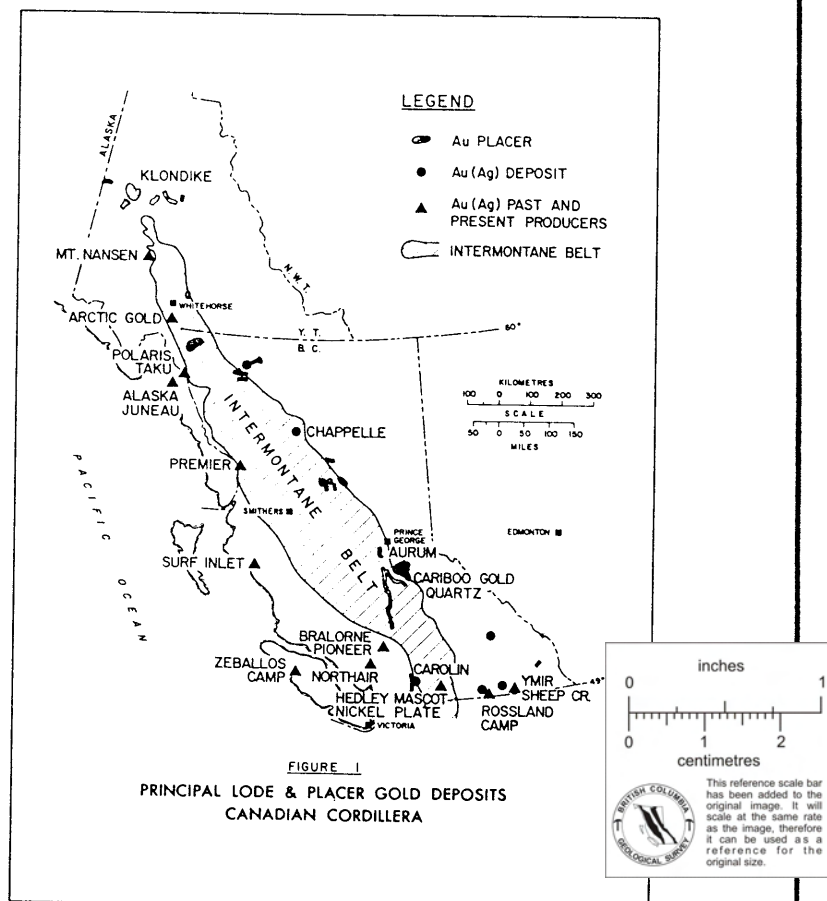 LEGEND
Au PLACER
Au (Ag) DEPOSIT
Au (Ag) PAST AND
PRESENT PRODUCERS
INTERMONTANE BELT
ALASKA
KLONDIKE
MT. NANSEN
N.W.T.
WHITEHORSE
ARCTIC GOLD
Y. T.
B. C.
60°
POLARIS
TAKU
ALASKA
JUNEAU
KILOMETRES
100 0 100 200 300
SCALE
50 0 50 100 150
MILES
INTERMONTANE BELT
CHAPPELLE
PACIFIC OCEAN
PREMIER
SMITHERS
PRINCE
GEORGE
EDMONTON
AURUM
SURF INLET
CARIBOO GOLD
QUARTZ
BRALORNE
PIONEER
ZEBALLOS
CAMP
NORTHAIR
CAROLIN
HEDLEY MASCOT
NICKEL PLATE
YMIR
SHEEP CR.
49°
ROSSLAND
CAMP
VICTORIA
FIGURE 1
PRINCIPAL LODE & PLACER GOLD DEPOSITS
CANADIAN CORDILLERA
inches
0 1
0 1 2
centimetres
BRITISH COLUMBIA
GEOLOGICAL SURVEY
This reference scale bar
has been added to the
original image. It will
scale at the same rate
as the image, therefore
it can be used as a
reference for the
original size.